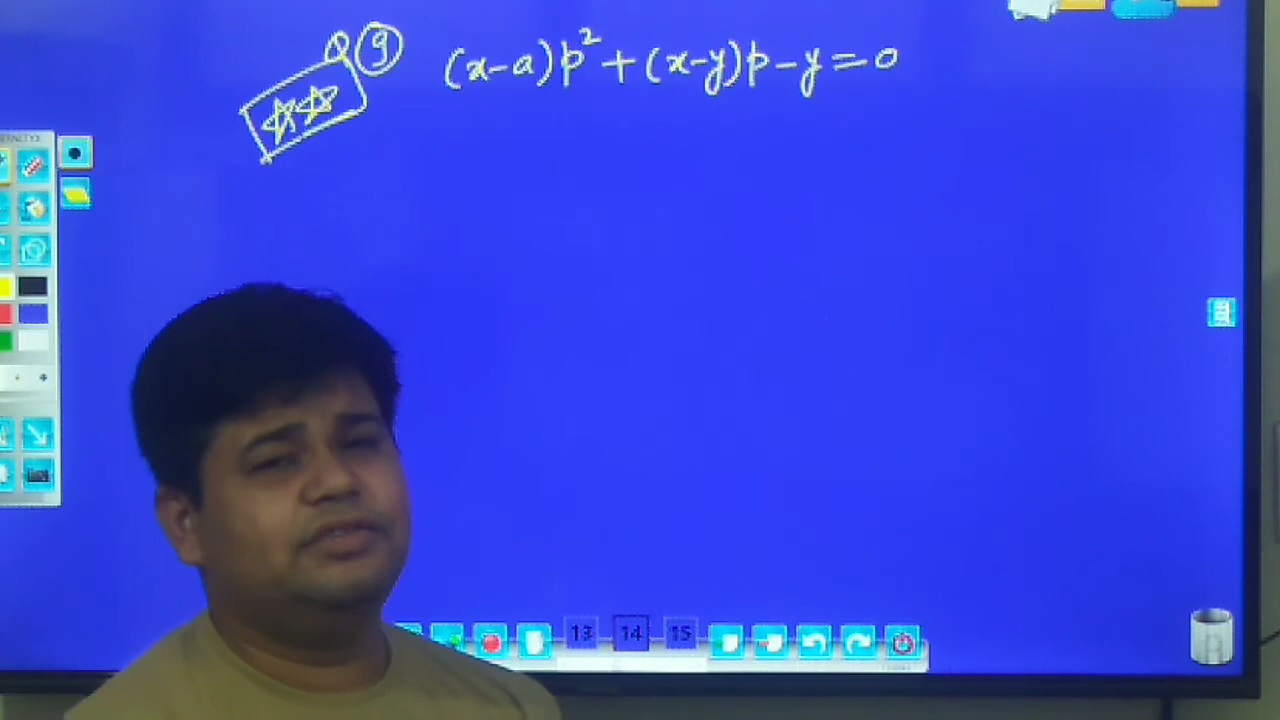 Q 9 (x-a)p² + (x-y)p - y = 0
13 14 15